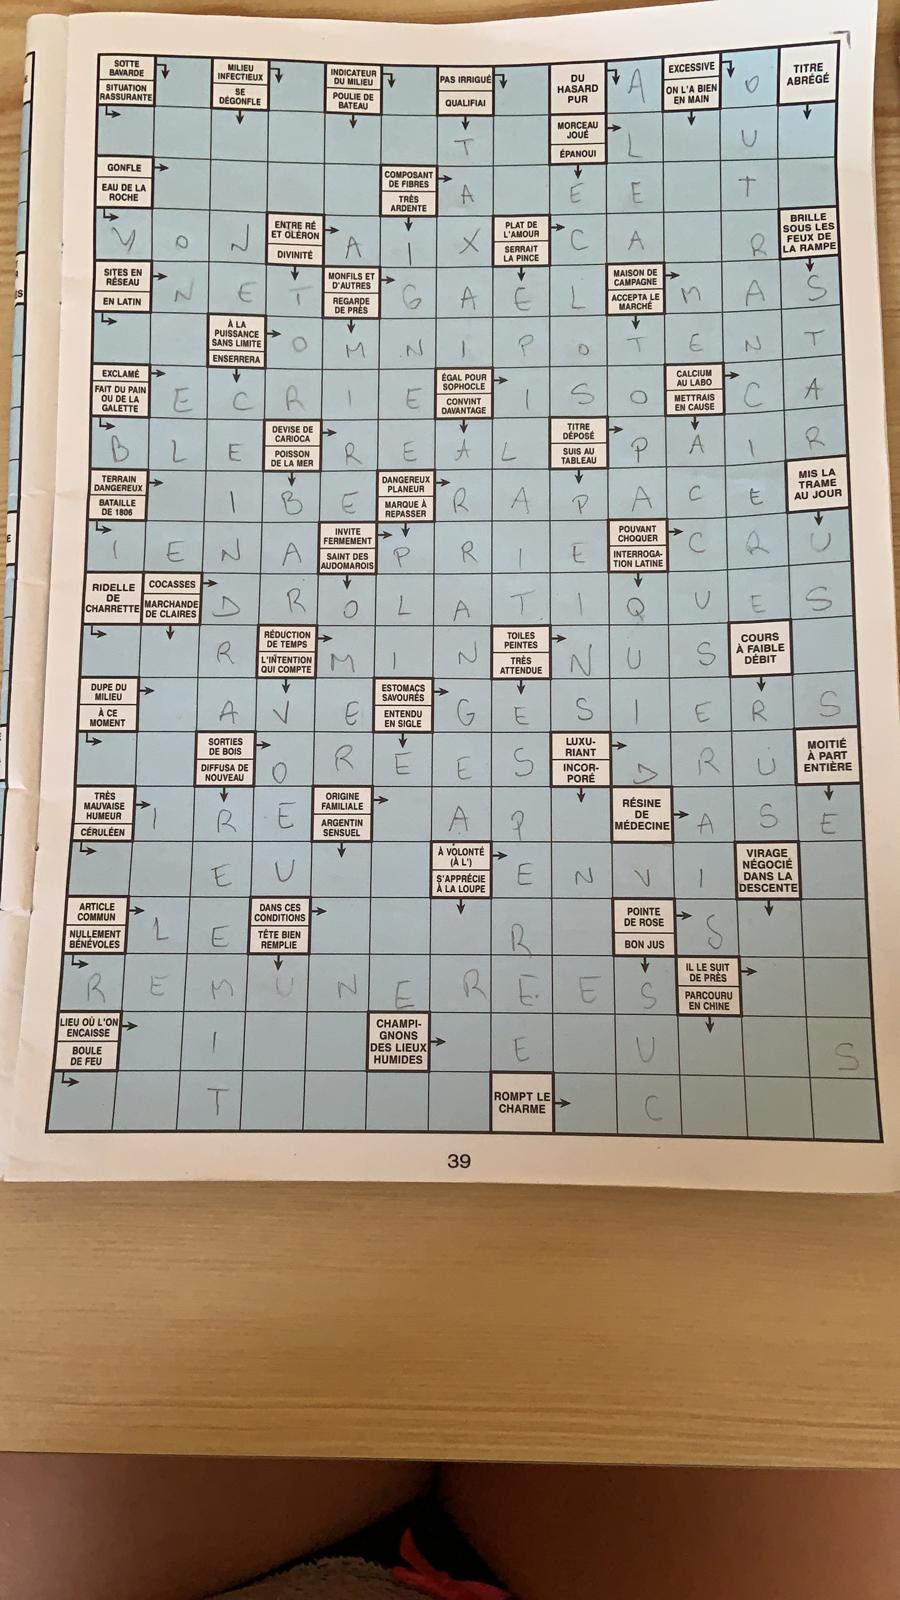 SOTTE BAVARDE
SITUATION RASSURANTE
MILIEU INFECTIEUX
SE DÉGONFLE
INDICATEUR DU MILIEU
POULIE DE BATEAU
PAS IRRIGUÉ
QUALIFIAI
DU HASARD PUR
A
EXCESSIVE
ON L'A BIEN EN MAIN
O
TITRE ABRÉGÉ
T
MORCEAU JOUÉ
ÉPANOUI
L U
GONFLE
EAU DE LA ROCHE
COMPOSANT DE FIBRES
TRÈS ARDENTE
A E E T
Y O N
ENTRE RÉ ET OLÉRON
DIVINITÉ
A I X
PLAT DE L'AMOUR
SERRAIT LA PINCE
C A R
BRILLE SOUS LES FEUX DE LA RAMPE
SITES EN RÉSEAU
EN LATIN
N E T
MONFILS ET D'AUTRES
REGARDE DE PRÈS
G A E L
MAISON DE CAMPAGNE
ACCEPTA LE MARCHÉ
M A S
À LA PUISSANCE SANS LIMITE
ENSERRERA
O M N I P O T E N T
EXCLAMÉ
FAIT DU PAIN OU DE LA GALETTE
E C R I E
ÉGAL POUR SOPHOCLE
CONVINT DAVANTAGE
I S O
CALCIUM AU LABO
METTRAIS EN CAUSE
C A
B L E
DEVISE DE CARIOCA
POISSON DE LA MER
R E A L
TITRE DÉPOSÉ
SUIS AU TABLEAU
P A I R
TERRAIN DANGEREUX
BATAILLE DE 1806
I B E
DANGEREUX PLANEUR
MARQUE À REPASSER
R A P A C E
MIS LA TRAME AU JOUR
I E N A
INVITE FERMEMENT
SAINT DES AUDOMAROIS
P R I E
POUVANT CHOQUER
INTERROGATION LATINE
C R U
RIDELLE DE CHARRETTE
COCASSES
MARCHANDE DE CLAIRES
D R O L A T I Q U E S
R
RÉDUCTION DE TEMPS
L'INTENTION QUI COMPTE
M I N
TOILES PEINTES
TRÈS ATTENDUE
N U S
COURS À FAIBLE DÉBIT
DUPE DU MILIEU
À CE MOMENT
A V E
ESTOMACS SAVOURÉS
ENTENDU EN SIGLE
G E S I E R S
SORTIES DE BOIS
DIFFUSA DE NOUVEAU
O R E E S
LUXURIANT
INCORPORÉ
D R U
MOITIÉ À PART ENTIÈRE
TRÈS MAUVAISE HUMEUR
CÉRULÉEN
I R E
ORIGINE FAMILIALE
ARGENTIN SENSUEL
A P
RÉSINE DE MÉDECINE
A S E
E U
À VOLONTÉ (À L')
S'APPRÉCIE À LA LOUPE
E N V I
VIRAGE NÉGOCIÉ DANS LA DESCENTE
ARTICLE COMMUN
NULLEMENT BÉNÉVOLES
L E
DANS CES CONDITIONS
TÊTE BIEN REMPLIE
R
POINTE DE ROSE
BON JUS
S
R E M U N E R E E S
IL LE SUIT DE PRÈS
PARCOURU EN CHINE
LIEU OÙ L'ON ENCAISSE
BOULE DE FEU
I
CHAMPIGNONS DES LIEUX HUMIDES
E U S
T
ROMPT LE CHARME
C
39